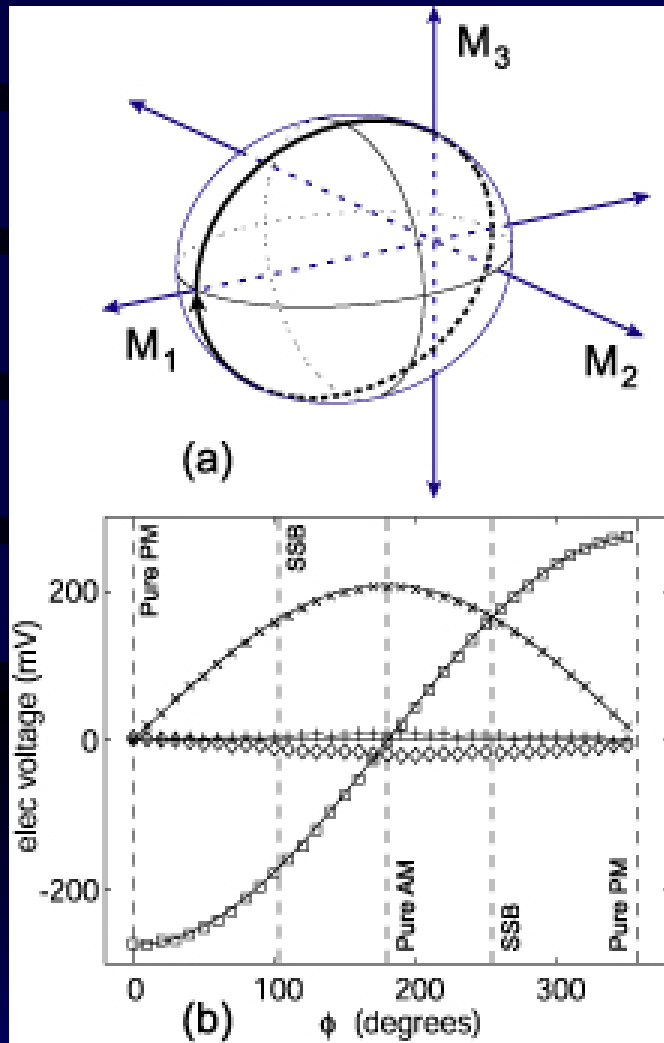 M3
M1
M2
(a)
Pure PM
SSB
Pure AM
SSB
Pure PM
elec voltage (mV)
200
0
-200
0
100
200
300
(b)
ϕ (degrees)